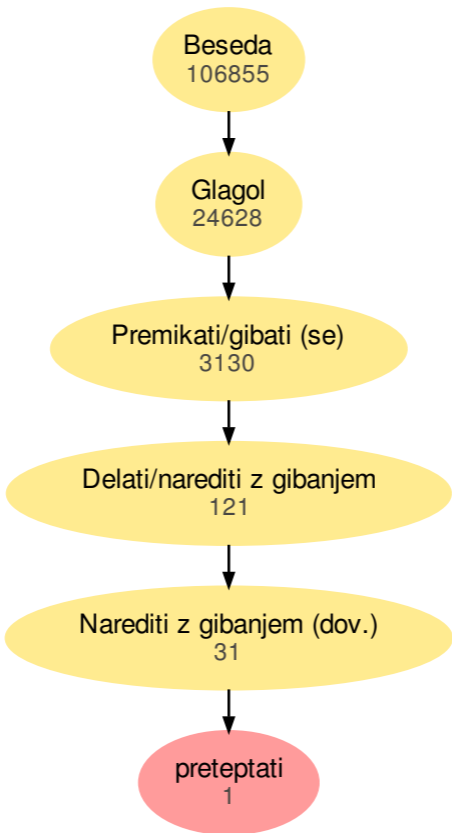 Beseda
106855
Glagol
24628
Premikati/gibati (se)
3130
Delati/narediti z gibanjem
121
Narediti z gibanjem (dov.)
31
preteptati
1